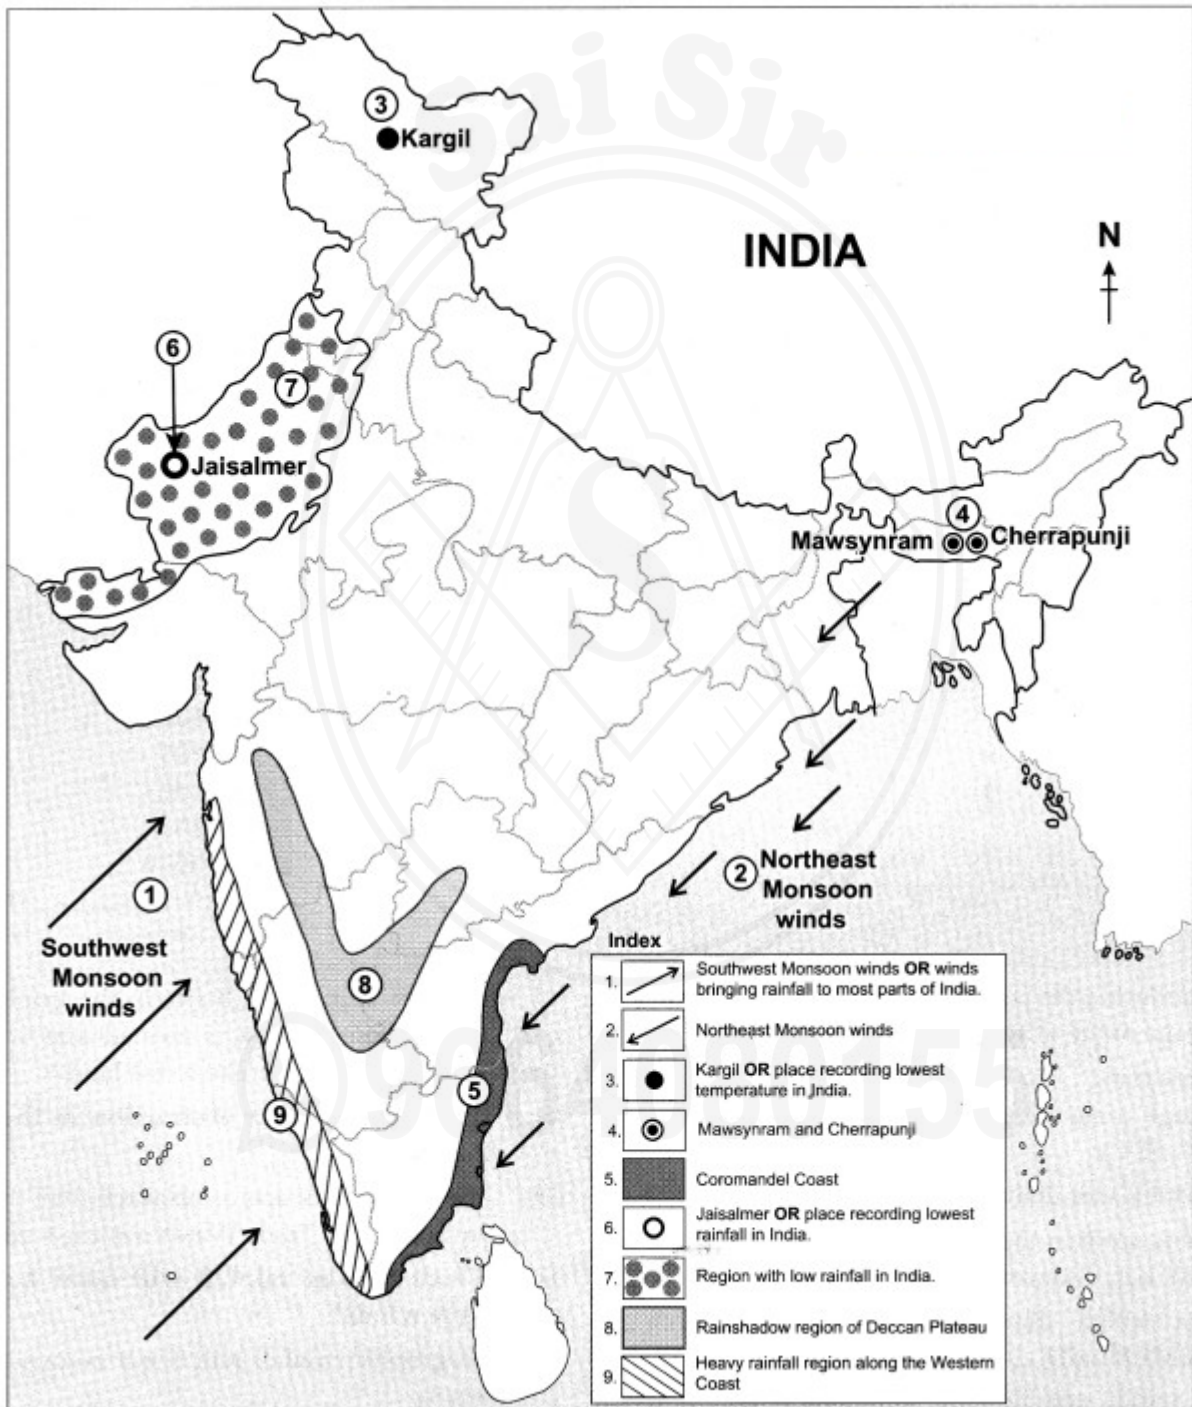 Sai Sir
3
Kargil
INDIA
N
6
7
Jaisalmer
4
Mawsynram
Cherrapunji
2
Northeast
Monsoon
winds
1
Southwest
Monsoon
winds
8
5
9
Index
1. Southwest Monsoon winds OR winds
bringing rainfall to most parts of India.
2. Northeast Monsoon winds
3. Kargil OR place recording lowest
temperature in India.
4. Mawsynram and Cherrapunji
5. Coromandel Coast
6. Jaisalmer OR place recording lowest
rainfall in India.
7. Region with low rainfall in India.
8. Rainshadow region of Deccan Plateau
9. Heavy rainfall region along the Western
Coast